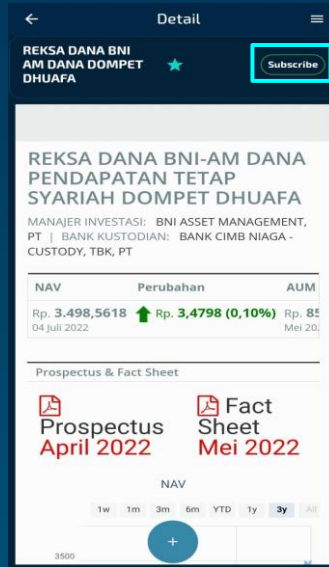 Detail
REKSA DANA BNI
AM DANA DOMPET
DHUAFA
Subscribe
REKSA DANA BNI-AM DANA
PENDAPATAN TETAP
SYARIAH DOMPET DHUAFA
MANAJER INVESTASI: BNI ASSET MANAGEMENT,
PT | BANK KUSTODIAN: BANK CIMB NIAGA -
CUSTODY, TBK, PT
NAV Perubahan AUM
Rp. 3.498,5618 Rp. 3,4798 (0,10%) Rp. 85
04 Juli 2022 Mei 20
Prospectus & Fact Sheet
Prospectus
April 2022
Fact
Sheet
Mei 2022
NAV
1w 1m 3m 6m YTD 1y 3y All
+
3500